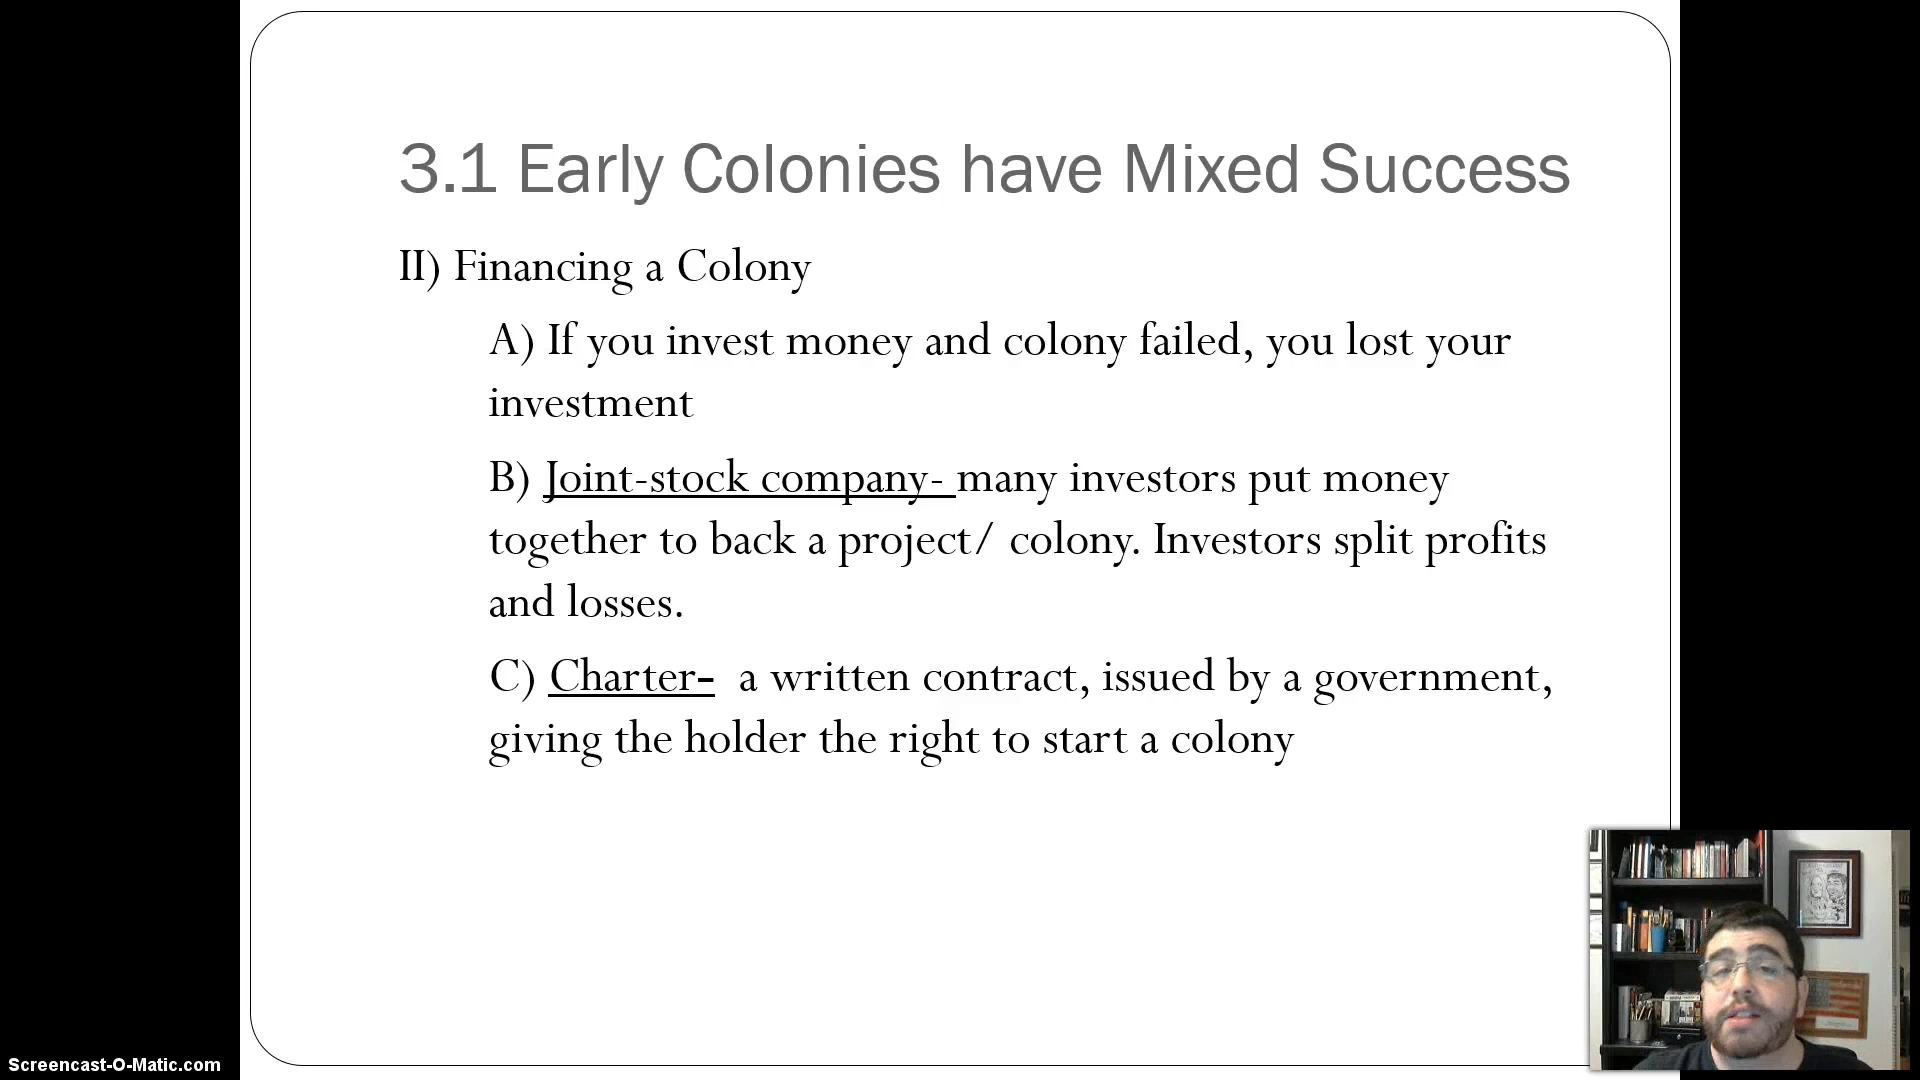 3.1 Early Colonies have Mixed Success
II) Financing a Colony
A) If you invest money and colony failed, you lost your
investment
B) Joint-stock company- many investors put money
together to back a project/ colony. Investors split profits
and losses.
C) Charter- a written contract, issued by a government,
giving the holder the right to start a colony
Screencast-O-Matic.com